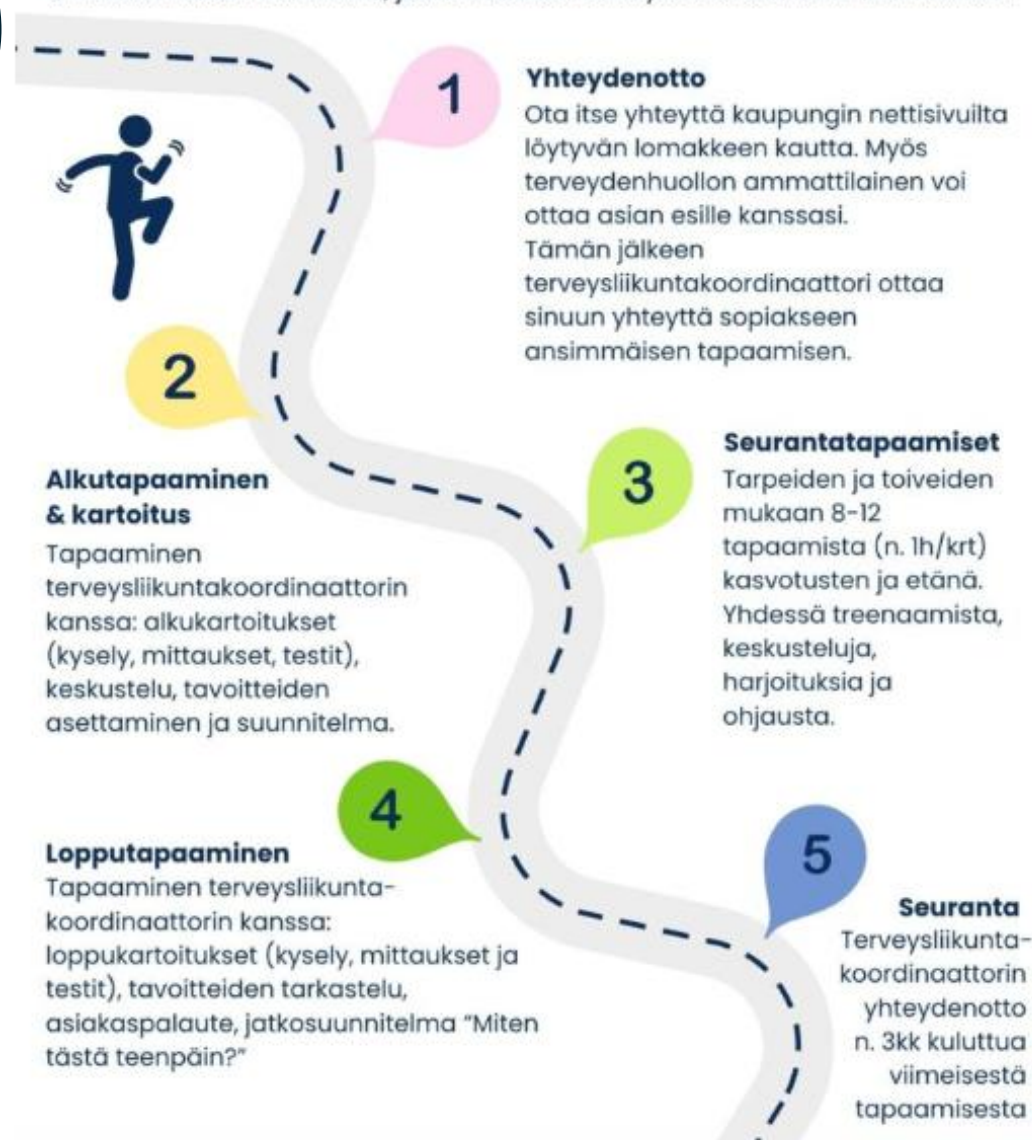 1
Yhteydenotto
Ota itse yhteyttä kaupungin nettisivuilta
löytyvän lomakkeen kautta. Myös
terveydenhuollon ammattilainen voi
ottaa asian esille kanssasi.
Tämän jälkeen
terveysliikuntakoordinaattori ottaa
sinuun yhteyttä sopiakseen
ansimmäisen tapaamisen.
2
Alkutapaaminen
& kartoitus
Tapaaminen
terveysliikuntakoordinaattorin
kanssa: alkukartoitukset
(kysely, mittaukset, testit),
keskustelu, tavoitteiden
asettaminen ja suunnitelma.
3
Seurantatapaamiset
Tarpeiden ja toiveiden
mukaan 8-12
tapaamista (n. 1h/krt)
kasvotusten ja etänä.
Yhdessä treenaamista,
keskusteluja,
harjoituksia ja
ohjausta.
4
Lopputapaaminen
Tapaaminen terveysliikunta-
koordinaattorin kanssa:
loppukartoitukset (kysely, mittaukset ja
testit), tavoitteiden tarkastelu,
asiakaspalaute, jatkosuunnitelma "Miten
tästä teenpäin?"
5
Seuranta
Terveysliikunta-
koordinaattorin
yhteydenotto
n. 3kk kuluttua
viimeisestä
tapaamisesta